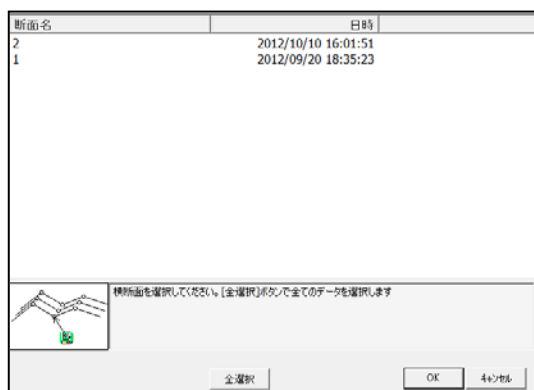 断面名 日時
2 2012/10/10 16:01:51
1 2012/09/20 18:35:23
横断面を選択してください。[全選択]ボタンで全てのデータを選択します
全選択 OK キャンセル